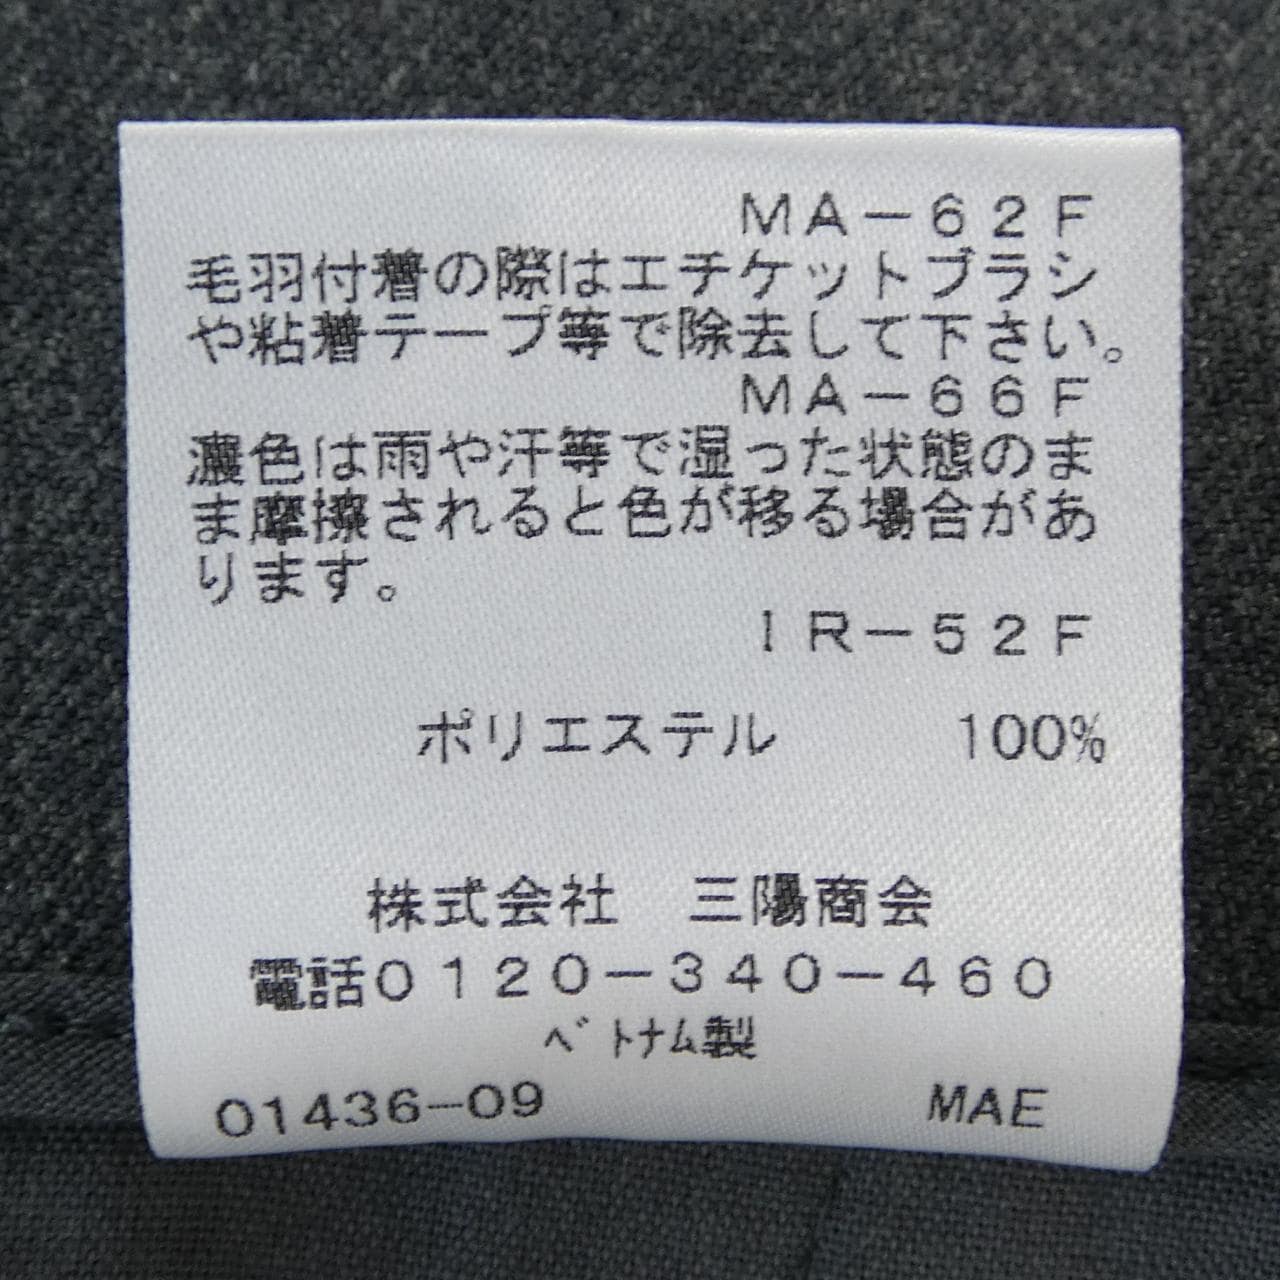 MA-62F
毛羽付着の際はエチケットブラシ
や粘着テープ等で除去して下さい。
MA-66F
濃色は雨や汗等で湿った状態のま
ま摩擦されると色が移る場合があ
ります。
IR-52F
ポリエステル 100%
株式会社 三陽商会
電話0120-340-460
ベトナム製
01436-09 MAE